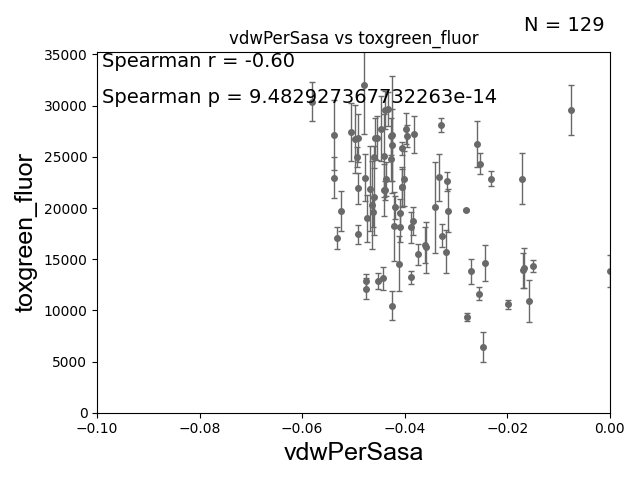 N = 129
vdwPerSasa vs toxgreen_fluor
Spearman r = -0.60
Spearman p = 9.482927367732263e-14
toxgreen_fluor
35000
30000
25000
20000
15000
10000
5000
0
−0.10 −0.08 −0.06 −0.04 −0.02 0.00
vdwPerSasa